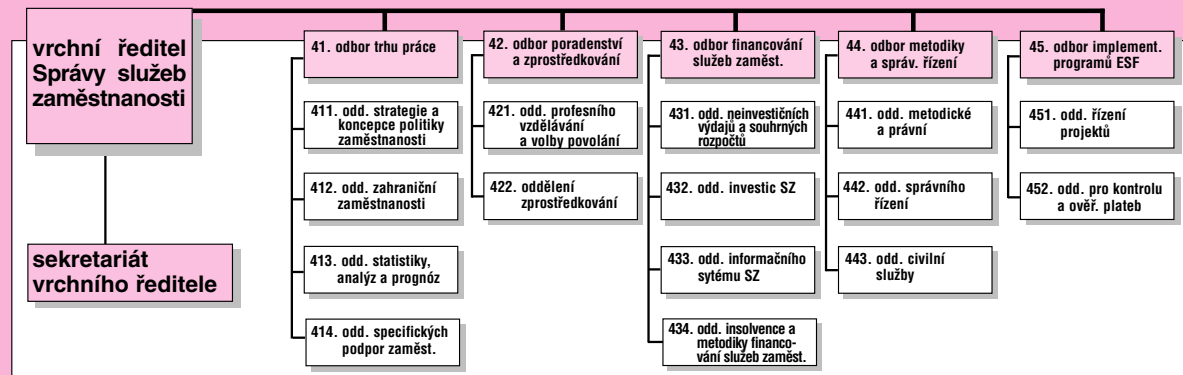 vrchní ředitel
Správy služeb
zaměstnanosti
sekretariát
vrchního ředitele
41. odbor trhu práce
411. odd. strategie a
koncepce politiky
zaměstnanosti
412. odd. zahraniční
zaměstnanosti
413. odd. statistiky,
analýz a prognóz
414. odd. specifických
podpor zaměst.
42. odbor poradenství
a zprostředkování
421. odd. profesního
vzdělávání
a volby povolání
422. oddělení
zprostředkování
43. odbor financování
služeb zaměst.
431. odd. neinvestičních
výdajů a souhrných
rozpočtů
432. odd. investic SZ
433. odd. informačního
sytému SZ
434. odd. insolvence a
metodiky financo-
vání služeb zaměst.
44. odbor metodiky
a správ. řízení
441. odd. metodické
a právní
442. odd. správního
řízení
443. odd. civilní
služby
45. odbor implement.
programů ESF
451. odd. řízení
projektů
452. odd. pro kontrolu
a ověř. plateb